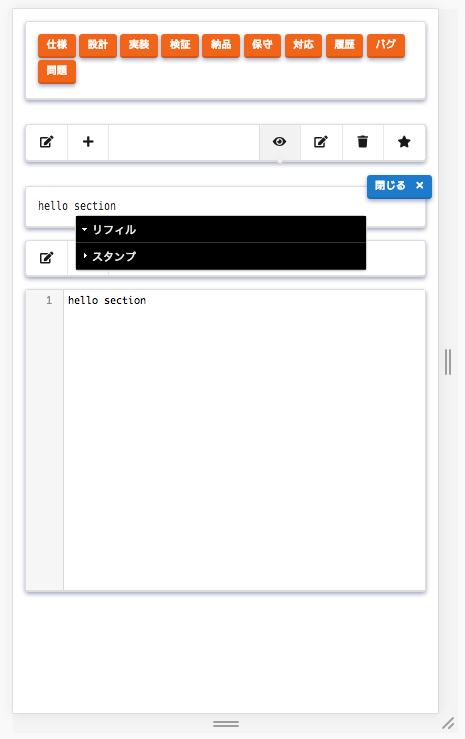 仕様 設計 実装 検証 納品 保守 対応 履歴 バグ
問題
閉じる ×
hello section
リフィル
スタンプ
1 hello section